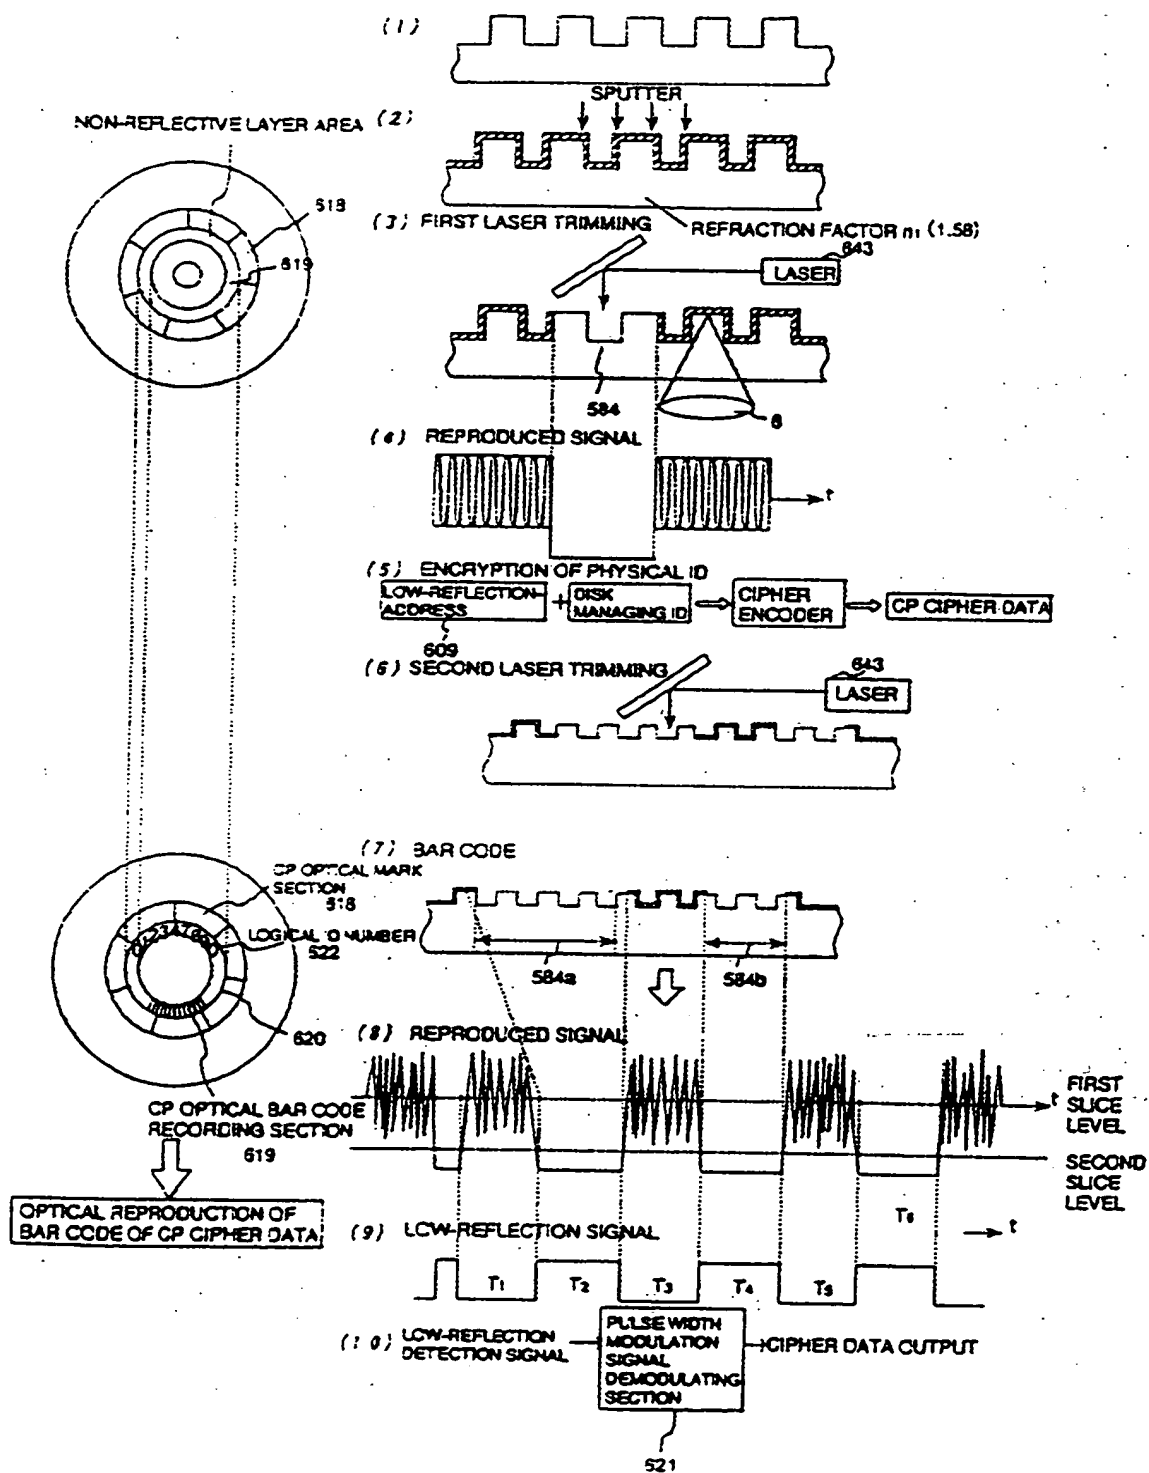 (1)
SPUTTER
NON-REFLECTIVE LAYER AREA
(2)
618
619
(3) FIRST LASER TRIMMING
REFRACTION FACTOR n1 (1.58)
643
LASER
584
6
(4) REPRODUCED SIGNAL
t
(5) ENCRYPTION OF PHYSICAL ID
LOW-REFLECTION
ADDRESS
+
DISK
MANAGING ID
CIPHER
ENCODER
CP CIPHER DATA
609
(6) SECOND LASER TRIMMING
643
LASER
(7) BAR CODE
CP OPTICAL MARK
SECTION
618
LOGICAL ID NUMBER
522
584a
584b
620
(8) REPRODUCED SIGNAL
CP OPTICAL BAR CODE
RECORDING SECTION
619
t
FIRST
SLICE
LEVEL
SECOND
SLICE
LEVEL
OPTICAL REPRODUCTION OF
BAR CODE OF CP CIPHER DATA
(9) LOW-REFLECTION SIGNAL
T6
t
T1
T2
T3
T4
T5
(10) LOW-REFLECTION
DETECTION SIGNAL
PULSE WIDTH
MODULATION
SIGNAL
DEMODULATING
SECTION
CIPHER DATA OUTPUT
621